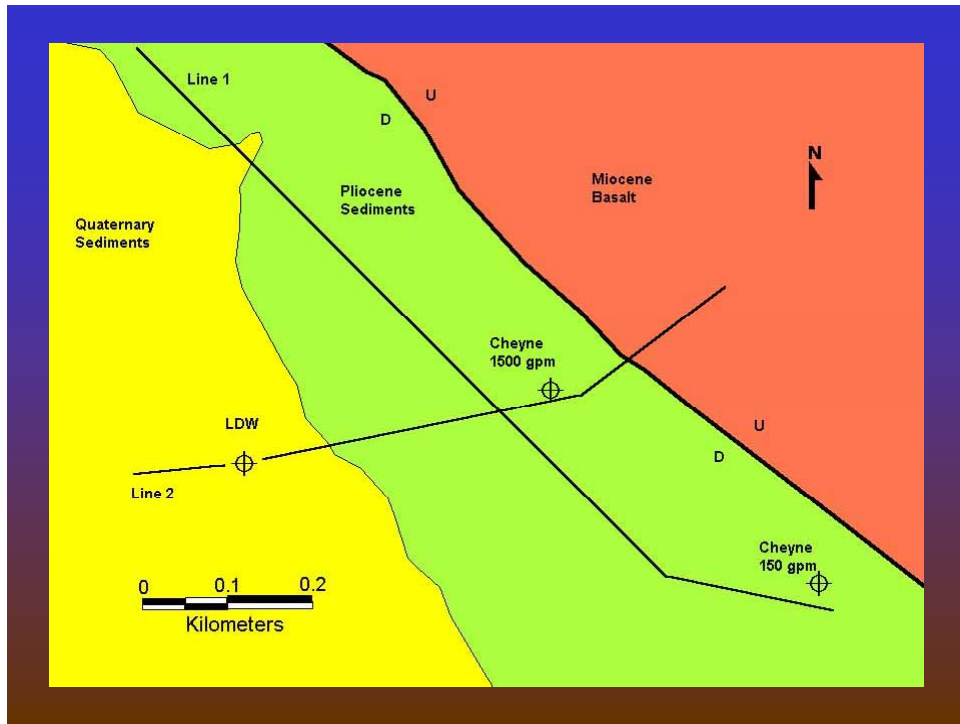 Line 1
U
D
N
Miocene
Basalt
Pliocene
Sediments
Quaternary
Sediments
Cheyne
1500 gpm
LDW
U
D
Line 2
Cheyne
150 gpm
0 0.1 0.2
Kilometers